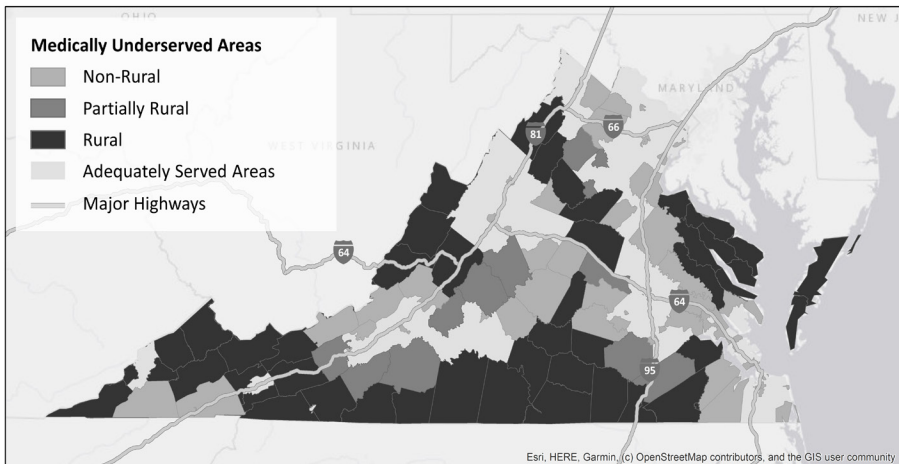 OHIO
NEW J
Medically Underserved Areas
Non-Rural
Partially Rural
Rural
Adequately Served Areas
Major Highways
MARYLAND
WEST VIRGINIA
81
66
64
64
95
Esri, HERE, Garmin, (c) OpenStreetMap contributors, and the GIS user community